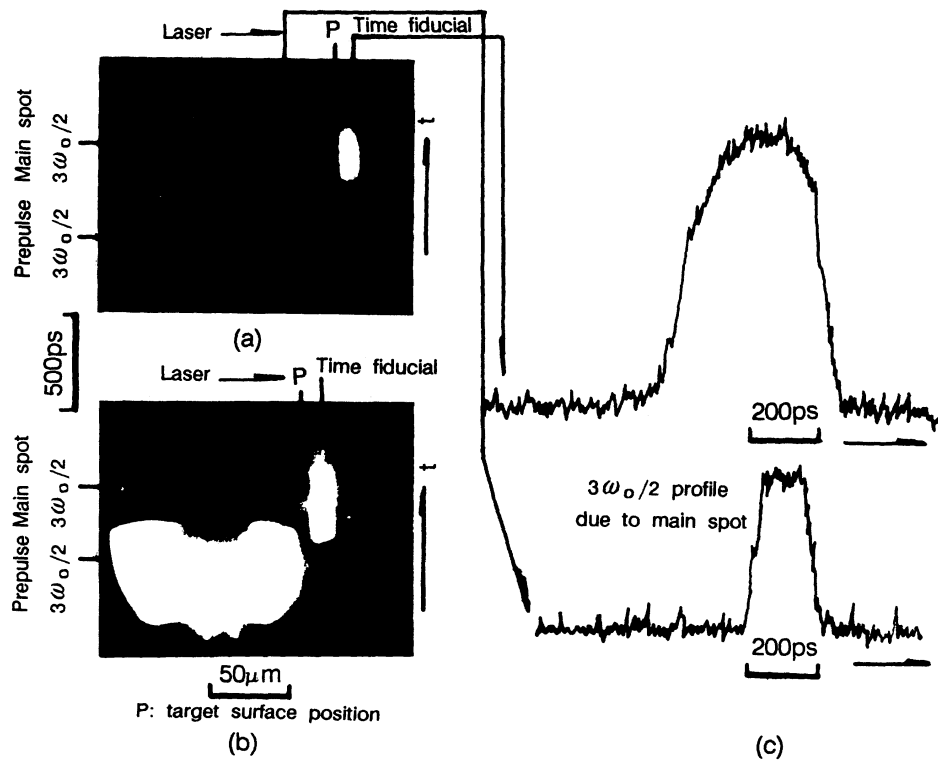 Laser
P
Time fiducial
Prepulse Main spot
3ω₀/2
3ω₀/2
t
(a)
500ps
Laser
P
Time fiducial
Prepulse Main spot
3ω₀/2
3ω₀/2
t
50μm
P: target surface position
(b)
200ps
3ω₀/2 profile
due to main spot
200ps
(c)